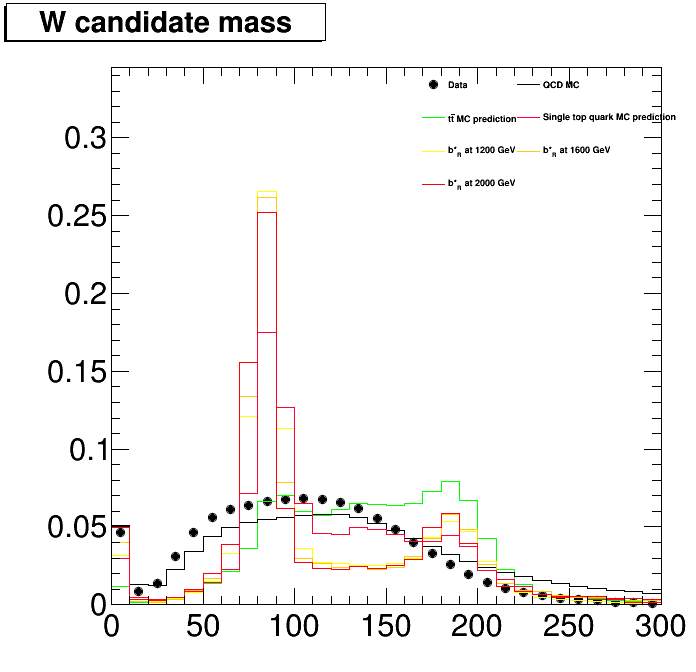 W candidate mass
Data QCD MC
tt̄ MC prediction Single top quark MC prediction
b*R at 1200 GeV b*R at 1600 GeV
b*R at 2000 GeV
0.3
0.25
0.2
0.15
0.1
0.05
0
0 50 100 150 200 250 300